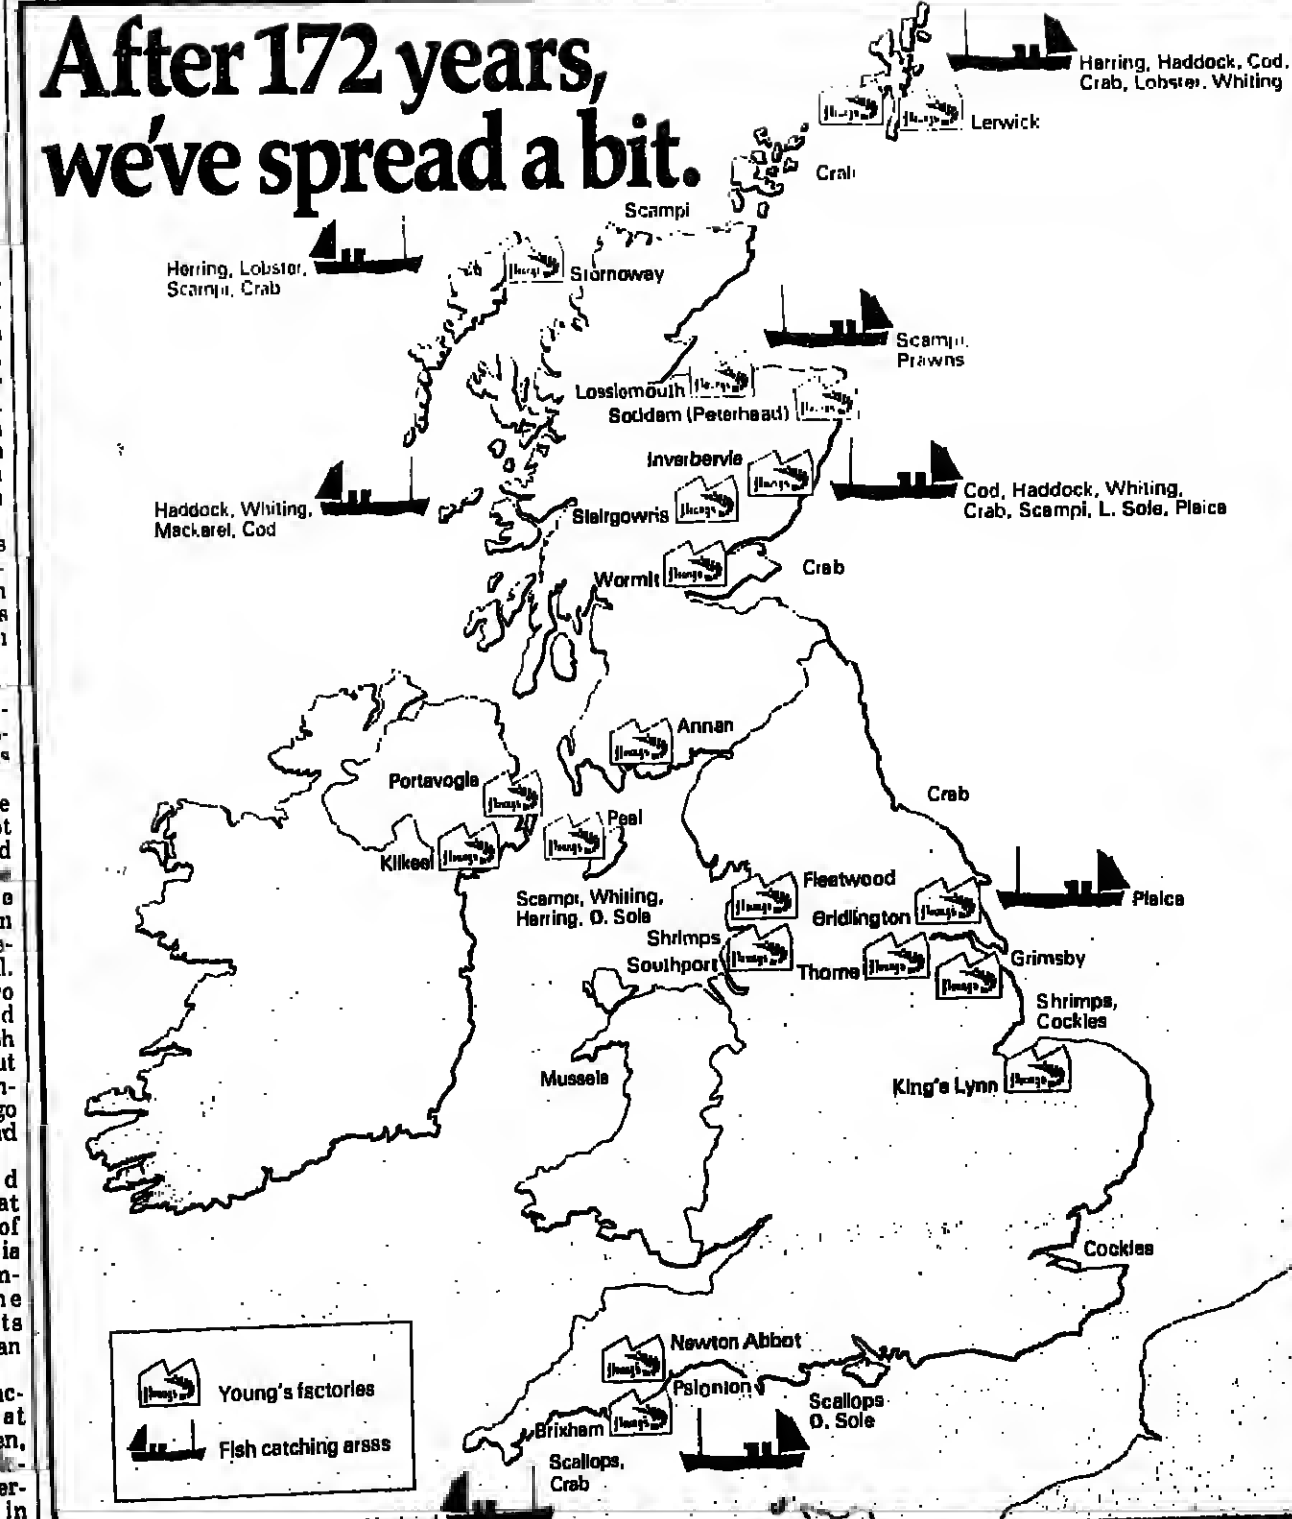 After 172 years,
we've spread a bit.
Herring, Haddock, Cod,
Crab, Lobster, Whiting
Lerwick
Crab
Scampi
Herring, Lobster,
Scampi, Crab
Stornoway
Scampi,
Prawns
Lossiemouth
Boddam (Peterhead)
Inverbervie
Cod, Haddock, Whiting,
Crab, Scampi, L. Sole, Plaice
Haddock, Whiting,
Mackerel, Cod
Blairgowrie
Wormit
Crab
Annan
Portavogie
Peel
Kilkeel
Crab
Scampi, Whiting,
Herring, D. Sole
Fleetwood
Bridlington
Plaice
Shrimps
Southport
Thorne
Grimsby
Shrimps,
Cockles
Mussels
King's Lynn
Cockles
Newton Abbot
Paignton
Scallops
D. Sole
Brixham
Scallops,
Crab
Young's factories
Fish catching areas